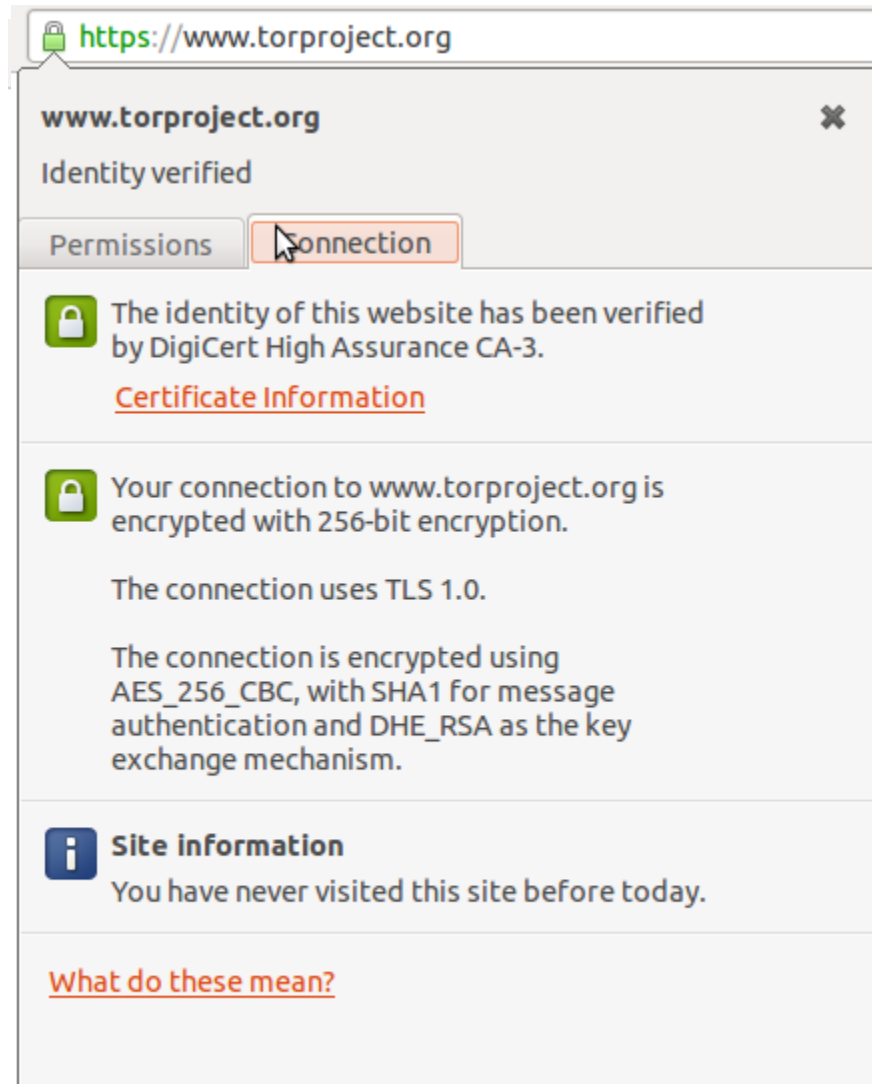 https://www.torproject.org
www.torproject.org
Identity verified
Permissions
Connection
The identity of this website has been verified
by DigiCert High Assurance CA-3.
Certificate Information
Your connection to www.torproject.org is
encrypted with 256-bit encryption.
The connection uses TLS 1.0.
The connection is encrypted using
AES_256_CBC, with SHA1 for message
authentication and DHE_RSA as the key
exchange mechanism.
Site information
You have never visited this site before today.
What do these mean?